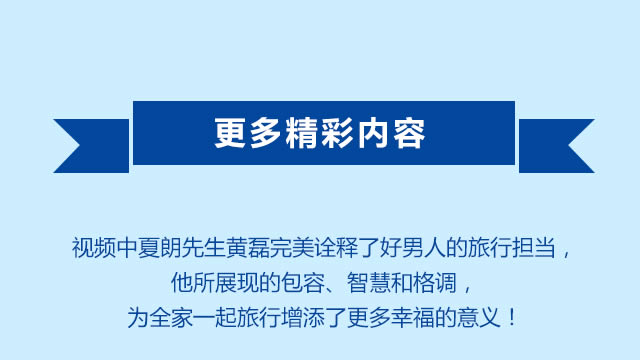 更多精彩内容
视频中夏朗先生黄磊完美诠释了好男人的旅行担当，
他所展现的包容、智慧和格调，
为全家一起旅行增添了更多幸福的意义！